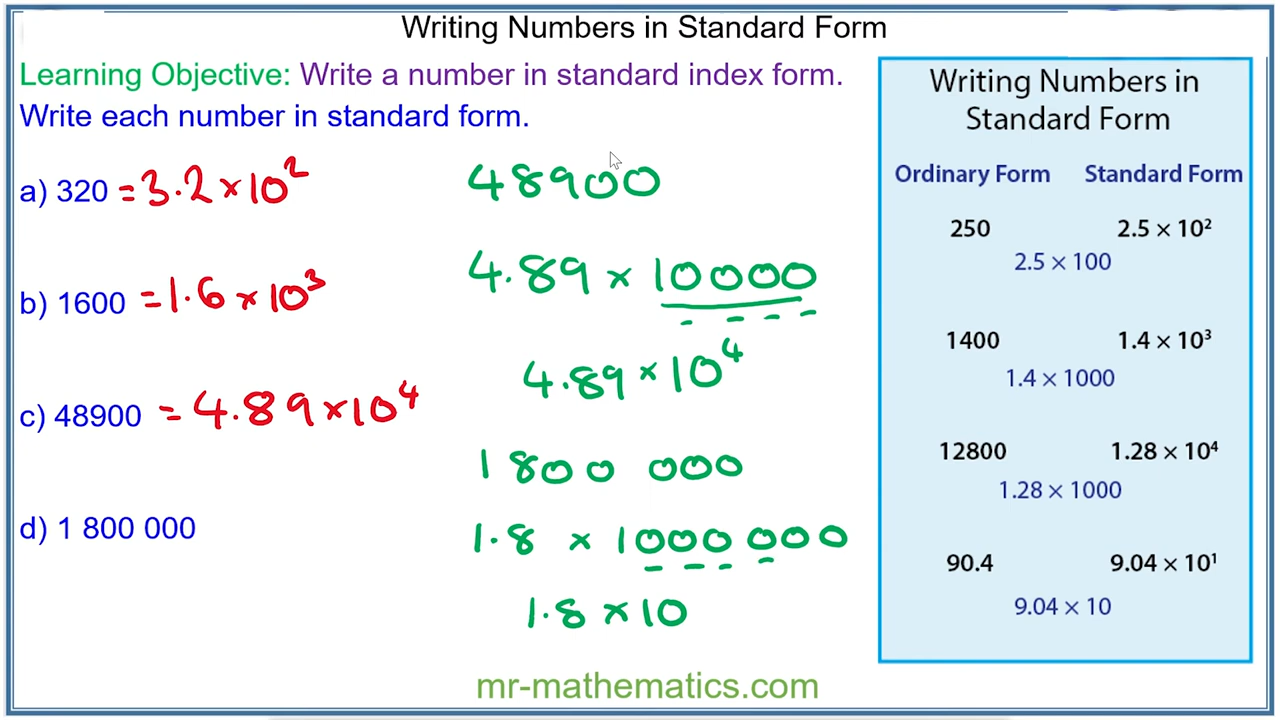 Writing Numbers in Standard Form
Learning Objective: Write a number in standard index form.
Write each number in standard form.
a) 320 = 3.2 × 10²
b) 1600 = 1.6 × 10³
c) 48900 = 4.89 × 10⁴
d) 1 800 000
48900
4.89 × 10000
4.89 × 10⁴
1 800 000
1.8 × 1000 000
1.8 × 10
Writing Numbers in
Standard Form
Ordinary Form Standard Form
250 2.5 × 10²
2.5 × 100
1400 1.4 × 10³
1.4 × 1000
12800 1.28 × 10⁴
1.28 × 1000
90.4 9.04 × 10¹
9.04 × 10
mr-mathematics.com